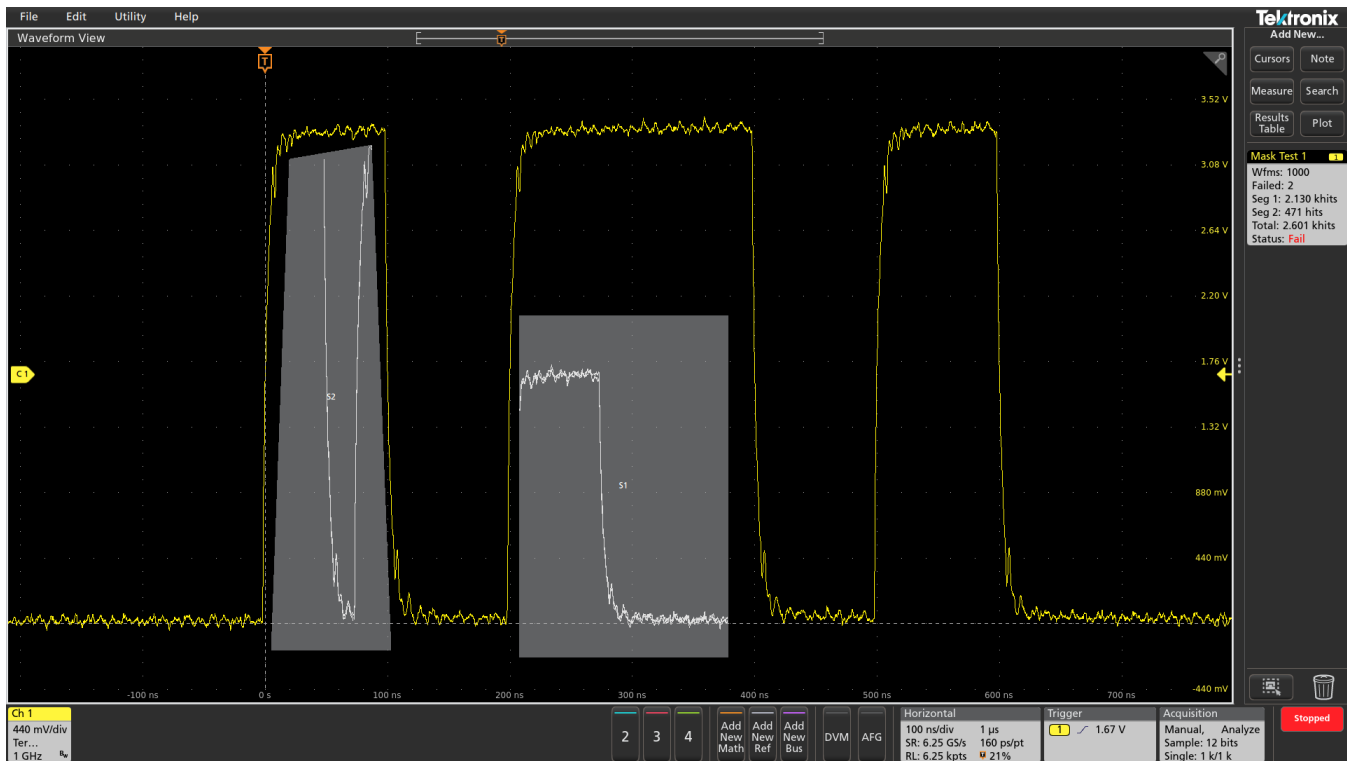 File Edit Utility Help
Tektronix
Waveform View
Add New...
T
T
Cursors Note
Measure Search
Results Table Plot
3.52 V
3.08 V
2.64 V
2.20 V
1.76 V
1.32 V
880 mV
440 mV
-440 mV
C 1
S2
S1
-100 ns 0 s 100 ns 200 ns 300 ns 400 ns 500 ns 600 ns 700 ns
Mask Test 1 1
Wfms: 1000
Failed: 2
Seg 1: 2.130 khits
Seg 2: 471 hits
Total: 2.601 khits
Status: Fail
Ch 1
440 mV/div
Ter...
1 GHz Bw
2 3 4
Add New Math
Add New Ref
Add New Bus
DVM AFG
Horizontal
100 ns/div 1 µs
SR: 6.25 GS/s 160 ps/pt
RL: 6.25 kpts T 21%
Trigger
1 1.67 V
Acquisition
Manual, Analyze
Sample: 12 bits
Single: 1 k/1 k
Stopped